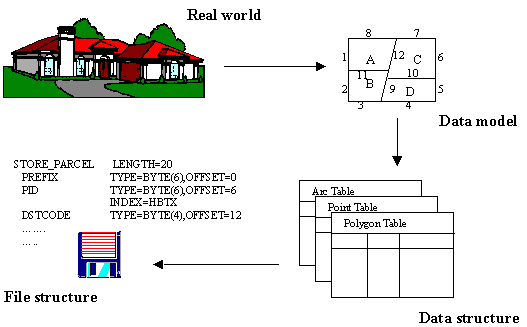 Real world
8 7
1 A 12 C 6
11 10
2 B 9 D 5
3 4
Data model
STORE_PARCEL LENGTH=20
PREFIX TYPE=BYTE(6),OFFSET=0
PID TYPE=BYTE(6),OFFSET=6
INDEX=HBTX
DSTCODE TYPE=BYTE(4),OFFSET=12
.......
.....
Arc Table
Point Table
Polygon Table
File structure
Data structure